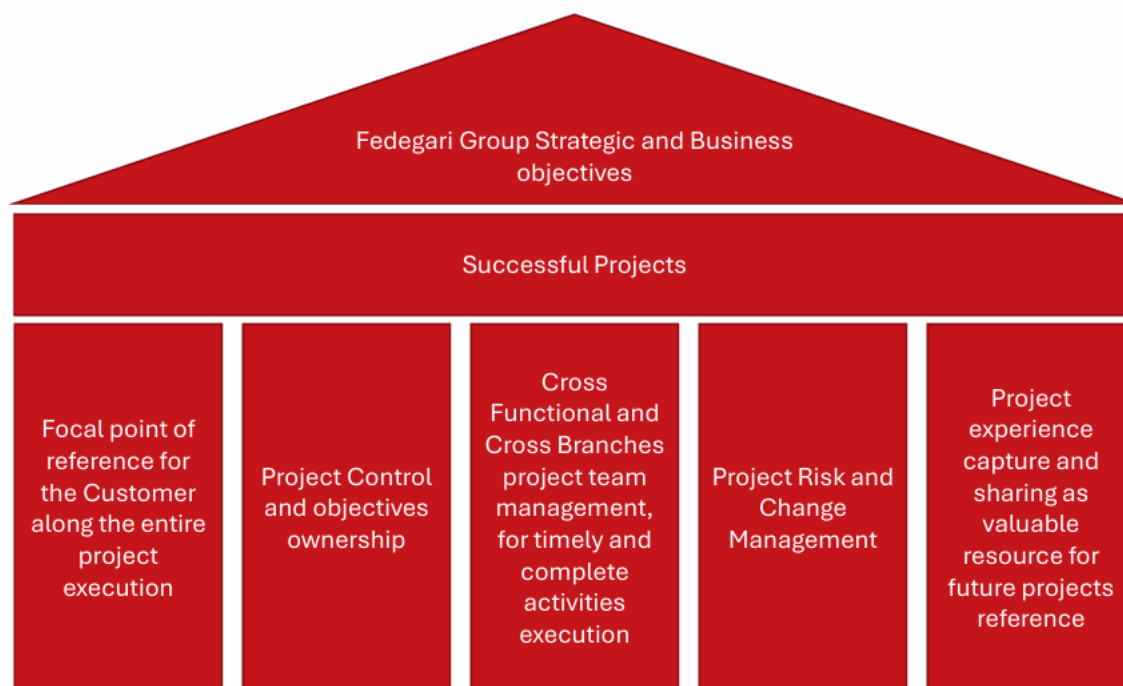 Fedegari Group Strategic and Business
objectives
Successful Projects
Focal point of
reference for
the Customer
along the entire
project
execution
Project Control
and objectives
ownership
Cross
Functional and
Cross Branches
project team
management,
for timely and
complete
activities
execution
Project Risk and
Change
Management
Project
experience
capture and
sharing as
valuable
resource for
future projects
reference